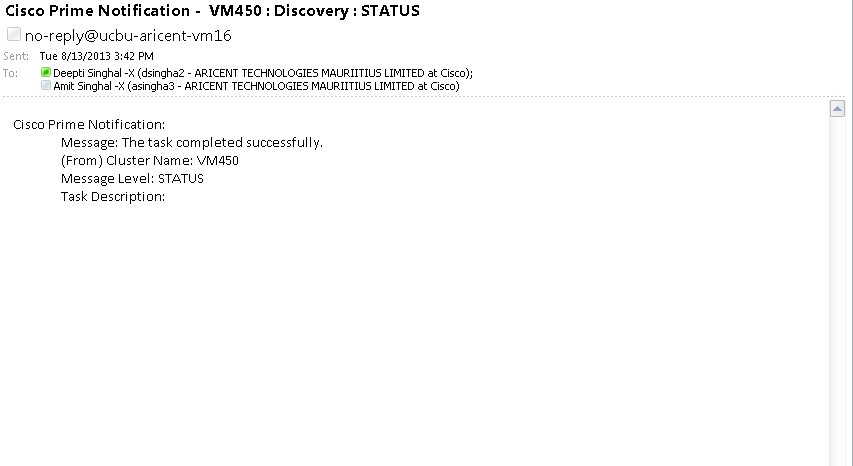 Cisco Prime Notification -  VM450 : Discovery : STATUS
no-reply@ucbu-aricent-vm16
Sent: Tue 8/13/2013 3:42 PM
To: Deepti Singhal -X (dsingha2 - ARICENT TECHNOLOGIES MAURIITIUS LIMITED at Cisco);
Amit Singhal -X (asingha3 - ARICENT TECHNOLOGIES MAURIITIUS LIMITED at Cisco)
Cisco Prime Notification:
Message: The task completed successfully.
(From) Cluster Name: VM450
Message Level: STATUS
Task Description: